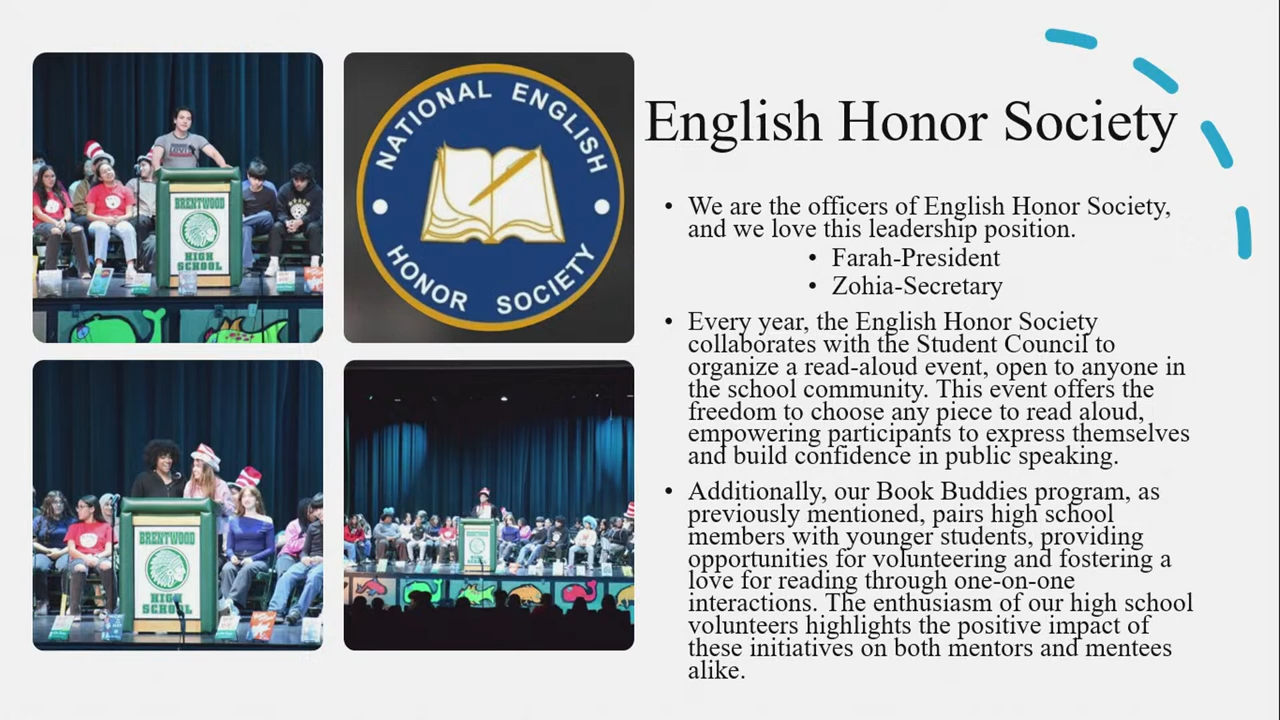 NATIONAL ENGLISH
HONOR SOCIETY
BRENTWOOD
HIGH
SCHOOL
BRENTWOOD
HIGH
SCHOOL
English Honor Society
• We are the officers of English Honor Society,
and we love this leadership position.
• Farah-President
• Zohia-Secretary
• Every year, the English Honor Society
collaborates with the Student Council to
organize a read-aloud event, open to anyone in
the school community. This event offers the
freedom to choose any piece to read aloud,
empowering participants to express themselves
and build confidence in public speaking.
• Additionally, our Book Buddies program, as
previously mentioned, pairs high school
members with younger students, providing
opportunities for volunteering and fostering a
love for reading through one-on-one
interactions. The enthusiasm of our high school
volunteers highlights the positive impact of
these initiatives on both mentors and mentees
alike.